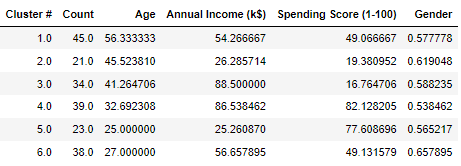 Cluster # Count Age Annual Income (k$) Spending Score (1-100) Gender
1.0 45.0 56.333333 54.266667 49.066667 0.577778
2.0 21.0 45.523810 26.285714 19.380952 0.619048
3.0 34.0 41.264706 88.500000 16.764706 0.588235
4.0 39.0 32.692308 86.538462 82.128205 0.538462
5.0 23.0 25.000000 25.260870 77.608696 0.565217
6.0 38.0 27.000000 56.657895 49.131579 0.657895